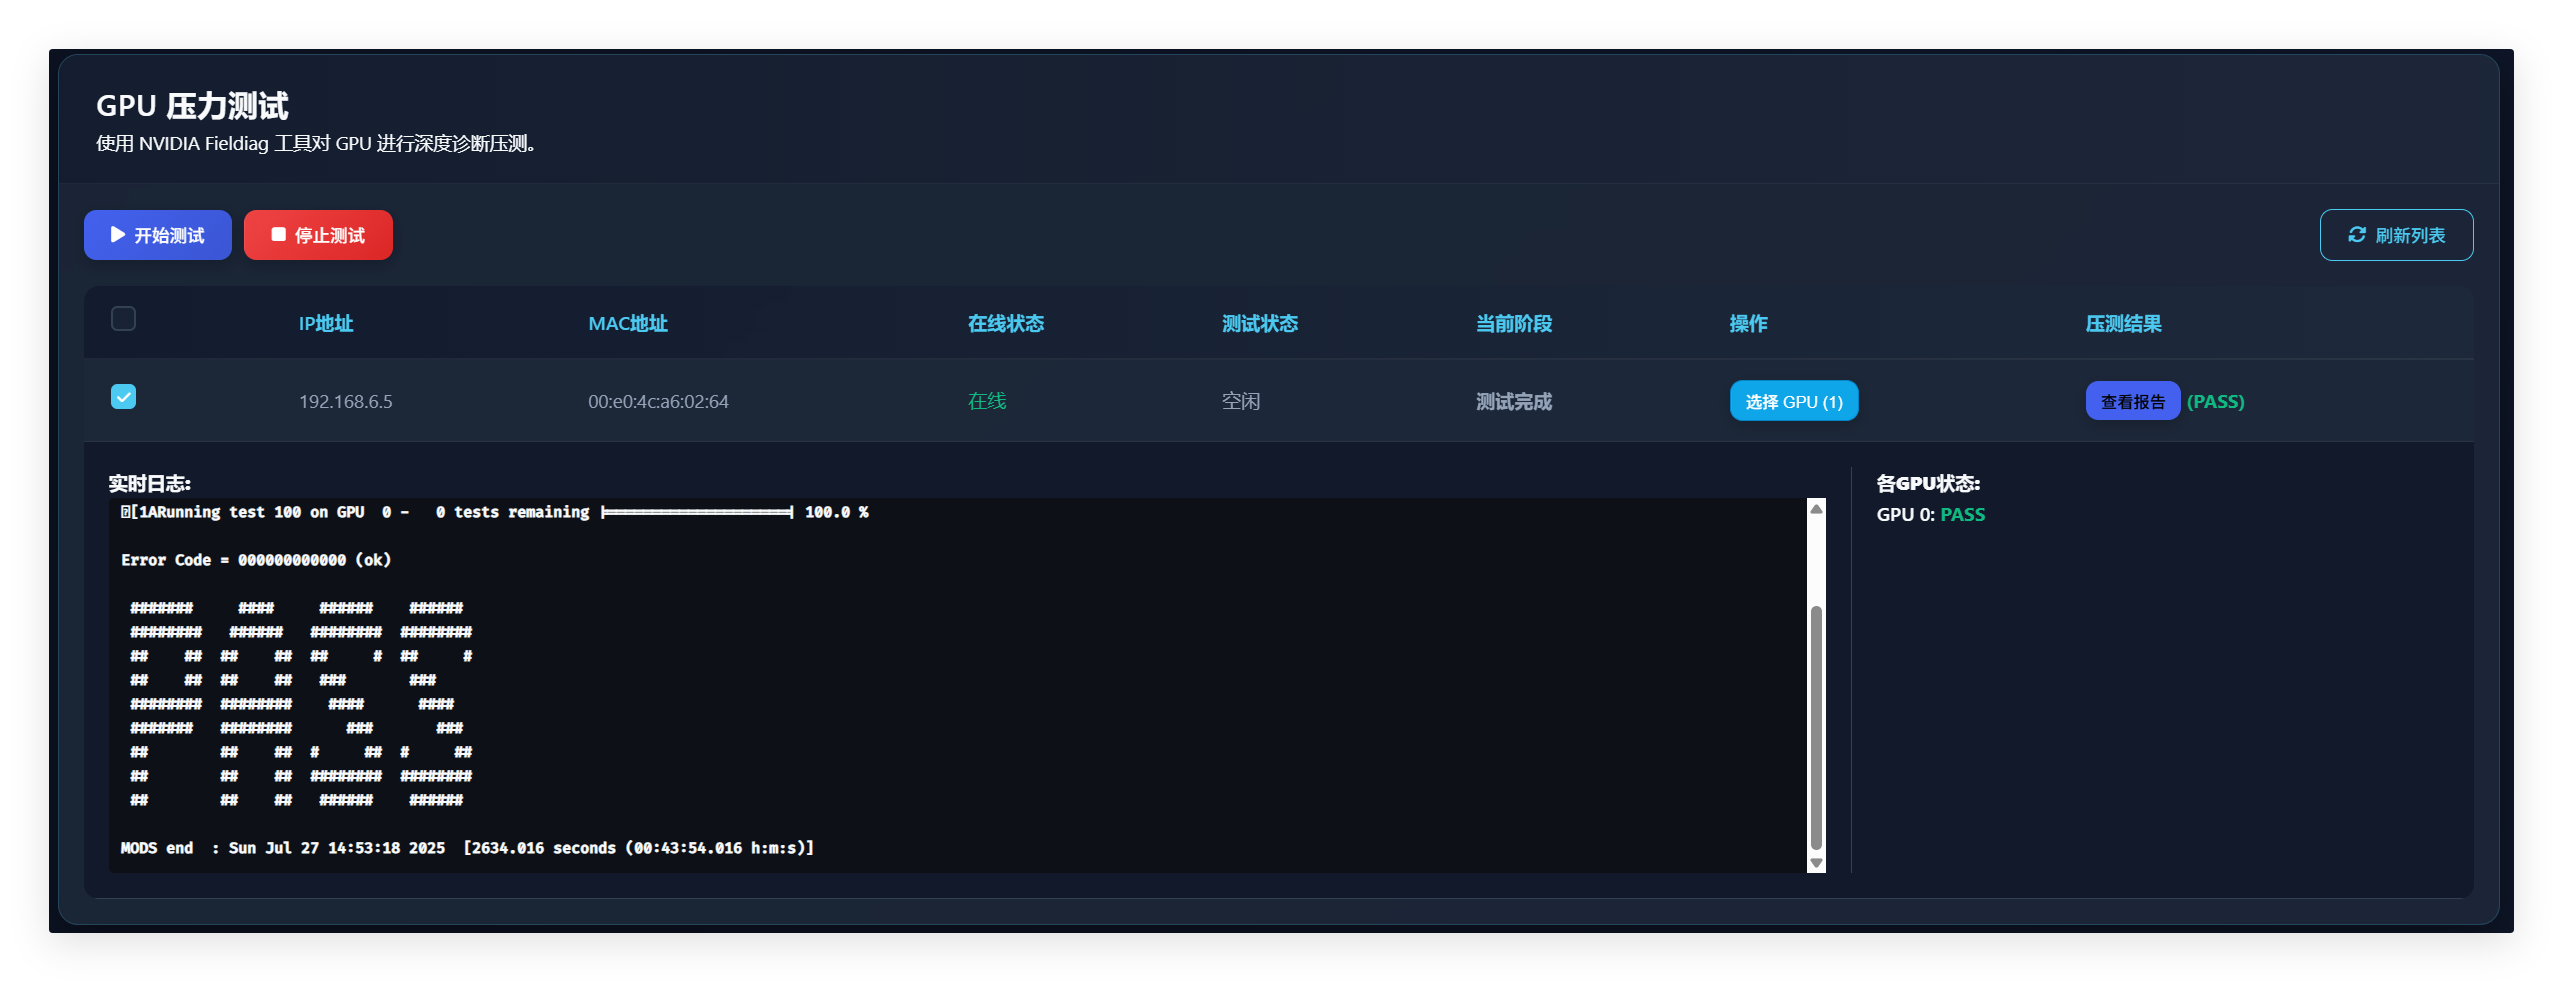 GPU 压力测试
使用 NVIDIA Fieldiag 工具对 GPU 进行深度诊断压测。
开始测试 停止测试 刷新列表
IP地址 MAC地址 在线状态 测试状态 当前阶段 操作 压测结果
192.168.6.5 00:e0:4c:a6:02:64 在线 空闲 测试完成 选择 GPU (1) 查看报告 (PASS)
实时日志:
[1ARunning test 100 on GPU  0 -   0 tests remaining |====================| 100.0 %
Error Code = 000000000000 (ok)
 #######     ####     ######    ######
 ########   ######   ########  ########
 ##    ##  ##    ##  ##     #  ##     #
 ##    ##  ##    ##   ###       ###
 ########  ########    ####      ####
 #######   ########      ###       ###
 ##        ##    ##  #     ##  #     ##
 ##        ##    ##  ########  ########
 ##        ##    ##   ######    ######
MODS end  : Sun Jul 27 14:53:18 2025  [2634.016 seconds (00:43:54.016 h:m:s)]
各GPU状态:
GPU 0: PASS